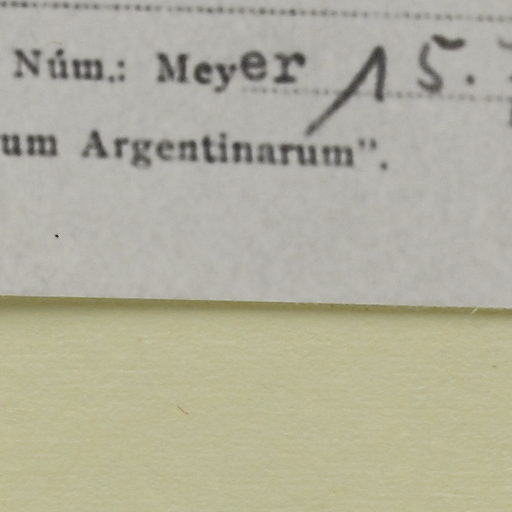 Núm.: Meyer 15.
um Argentinarum”.